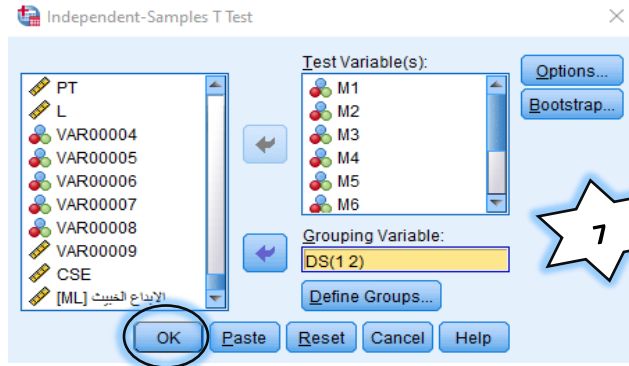 Independent-Samples T Test
PT
L
VAR00004
VAR00005
VAR00006
VAR00007
VAR00008
VAR00009
CSE
الابداع الخبيث [ML]
Test Variable(s):
M1
M2
M3
M4
M5
M6
Grouping Variable:
DS(1 2)
Define Groups...
Options...
Bootstrap...
7
OK
Paste
Reset
Cancel
Help